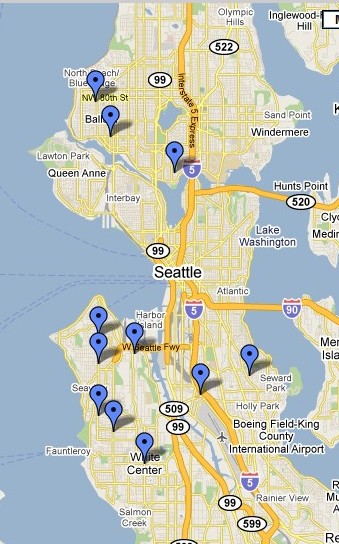 Olympic
Hills
Inglewood-
Hill
522
North Beach/
Blue
99
NW 80th St
Interstate 5 Express
Sand Point
Windermere
Lawton Park
Queen Anne
5
Hunts Point
Interbay
520
Lake
Washington
99
Seattle
Atlantic
Harbor
Island
5
90
W Seattle Fwy
Seward
Park
509
Holly Park
99
Boeing Field-King
County
International Airport
Fauntleroy
White
Center
5
99
Rainier View
Salmon
Creek
599